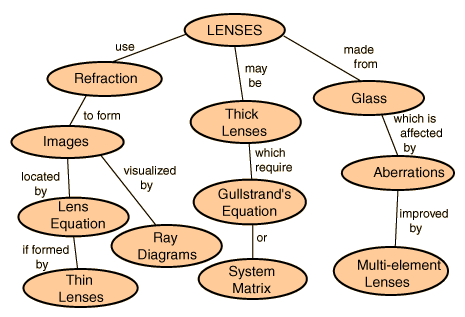 LENSES
use
may
be
made
from
Refraction
Thick
Lenses
Glass
to form
which is
affected
by
Images
which
require
located
by
visualized
by
Aberrations
Lens
Equation
Gullstrand's
Equation
improved
by
if formed
by
Ray
Diagrams
or
Thin
Lenses
System
Matrix
Multi-element
Lenses